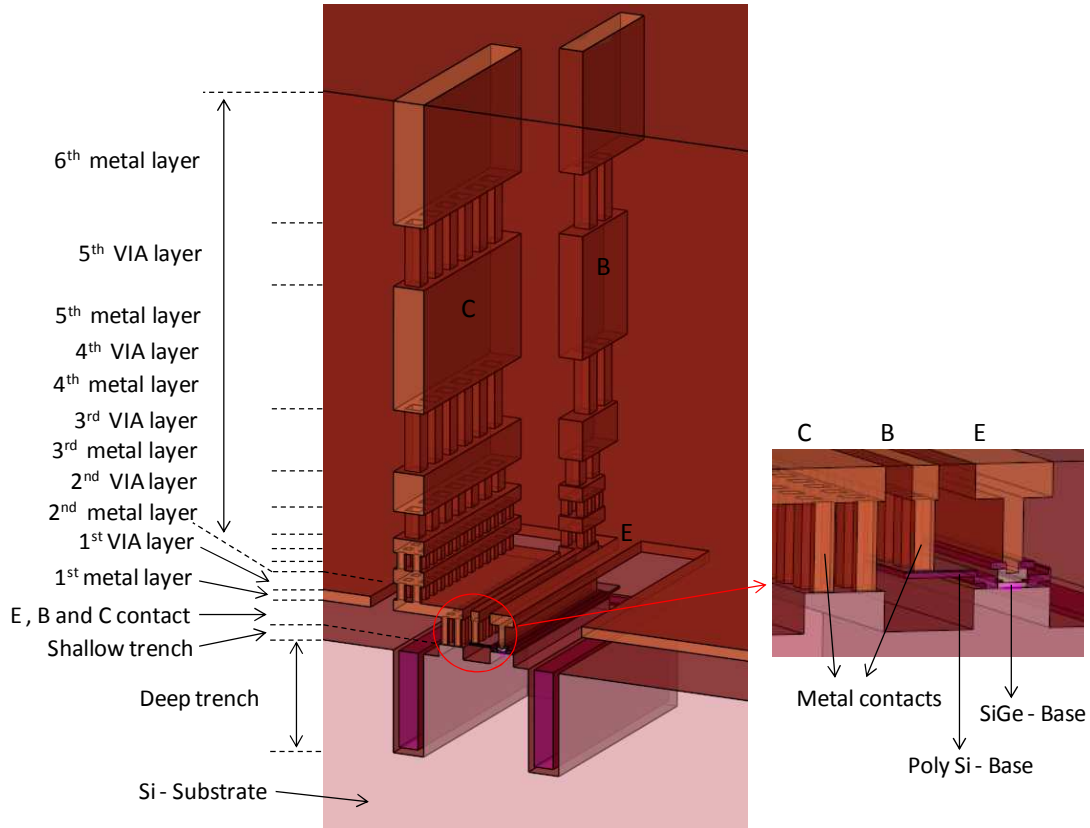 6th metal layer
5th VIA layer
5th metal layer
4th VIA layer
4th metal layer
3rd VIA layer
3rd metal layer
2nd VIA layer
2nd metal layer
1st VIA layer
1st metal layer
E , B and C contact
Shallow trench
Deep trench
Si - Substrate
C
B
E
C B E
Metal contacts
SiGe - Base
Poly Si - Base